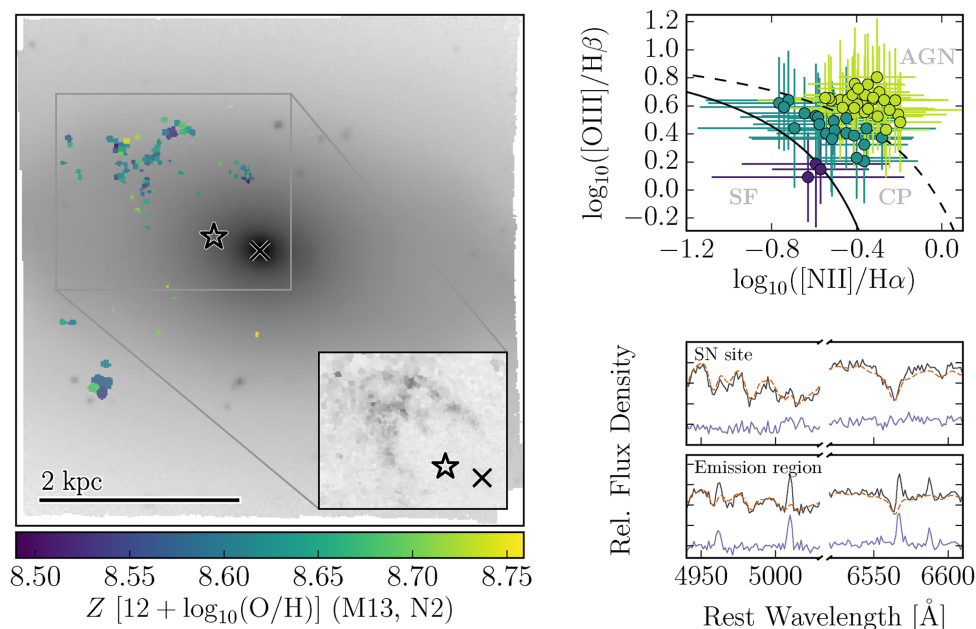 2 kpc
8.50 8.55 8.60 8.65 8.70 8.75
Z [12 + log₁₀(O/H)] (M13, N2)
log₁₀([OIII]/Hβ)
1.2
1.0
0.8
0.6
0.4
0.2
0.0
−0.2
AGN
SF
CP
−1.2 −0.8 −0.4 0.0
log₁₀([NII]/Hα)
Rel. Flux Density
SN site
Emission region
4950 5000 6550 6600
Rest Wavelength [Å]